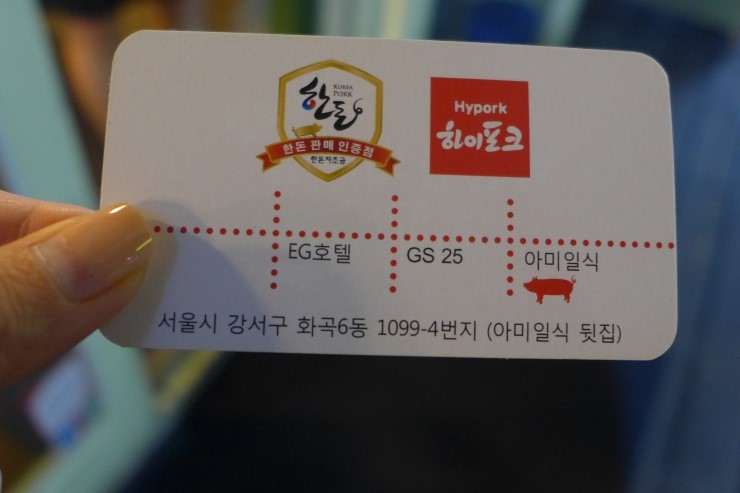 KOREA
PORK
한돈
한돈 판매 인증점
한돈자조금
Hypork
하이포크
EG호텔
GS 25
아미일식
서울시 강서구 화곡6동 1099-4번지 (아미일식 뒷집)